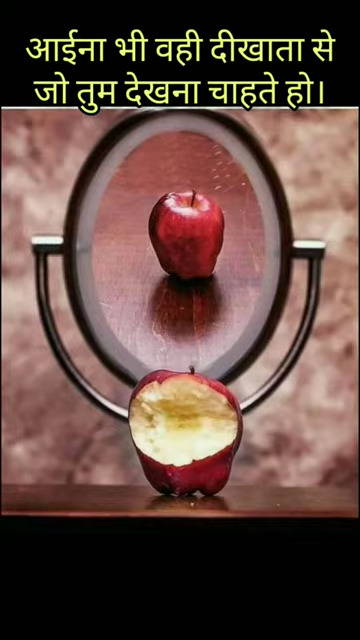 आईना भी वही दीखाता से
जो तुम देखना चाहते हो।